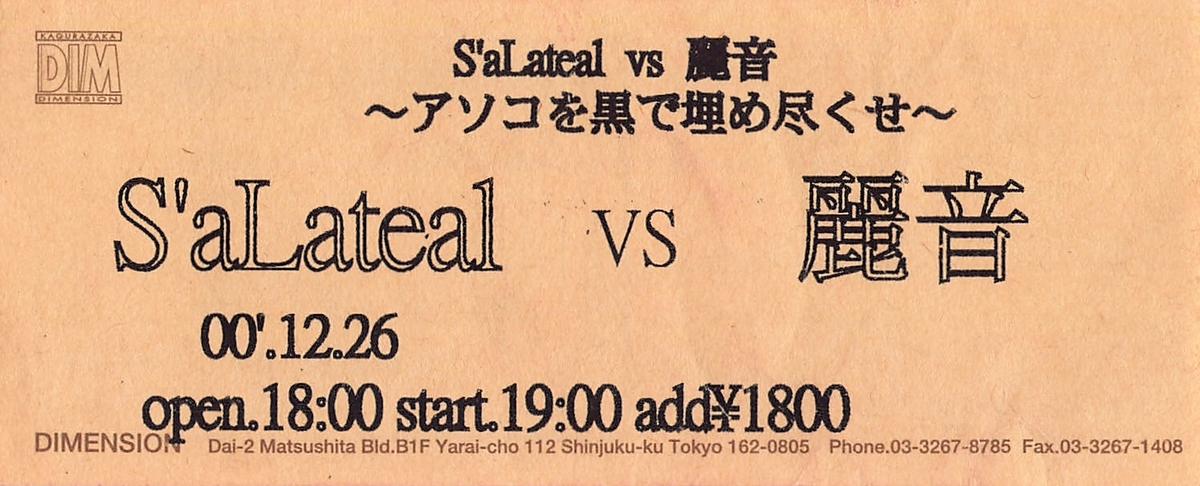 KAGURAZAKA
DIM
DIMENSION
S'aLateal vs 麗音
～アソコを黒で埋め尽くせ～
S'aLateal vs 麗音
00'.12.26
open.18:00 start.19:00 add¥1800
DIMENSION Dai-2 Matsushita Bld.B1F Yarai-cho 112 Shinjuku-ku Tokyo 162-0805 Phone.03-3267-8785 Fax.03-3267-1408